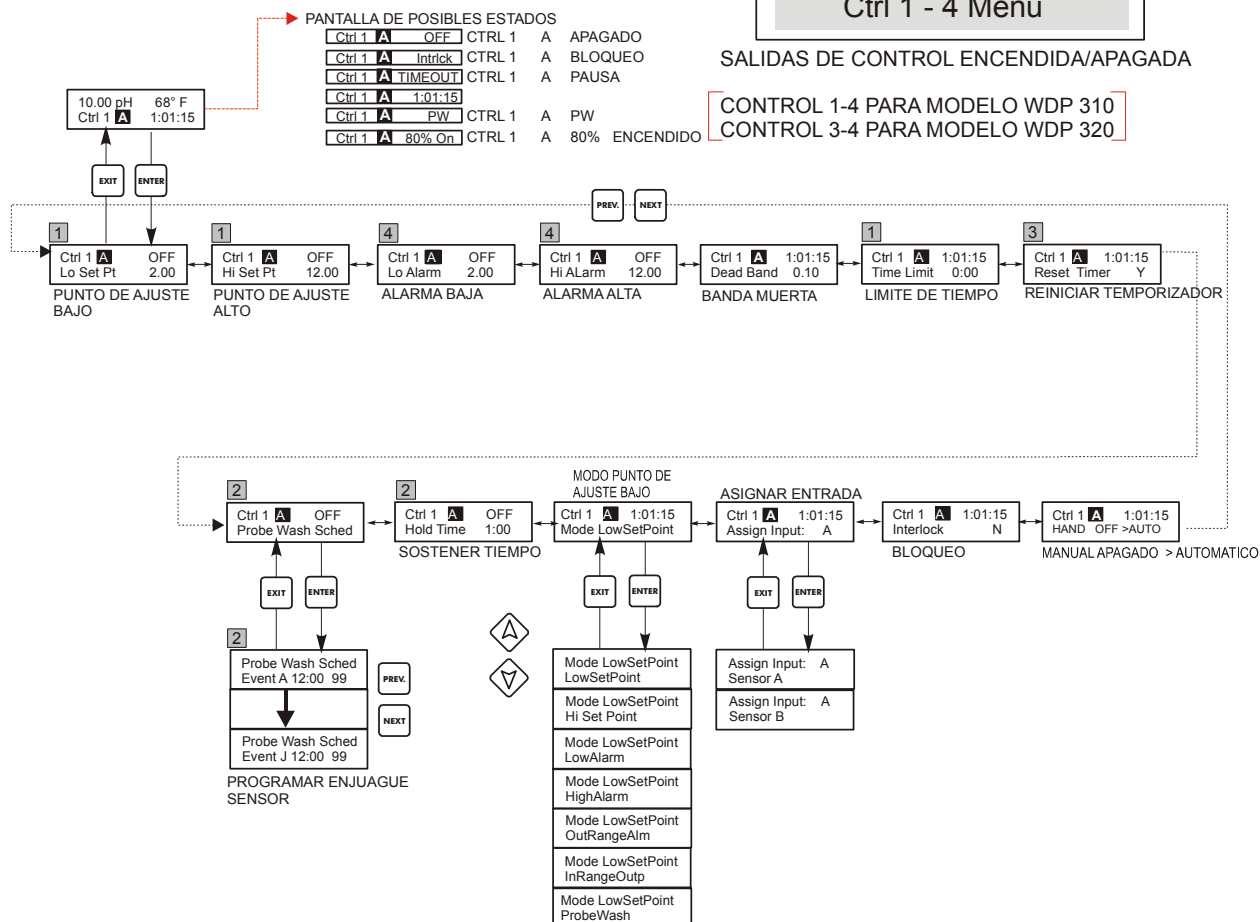 PANTALLA DE POSIBLES ESTADOS
Ctrl 1 A OFF CTRL 1 A APAGADO
Ctrl 1 A Intrlck CTRL 1 A BLOQUEO
Ctrl 1 A TIMEOUT CTRL 1 A PAUSA
Ctrl 1 A 1:01:15
Ctrl 1 A PW CTRL 1 A PW
Ctrl 1 A 80% On CTRL 1 A 80% ENCENDIDO
Ctrl 1 - 4 Menu
SALIDAS DE CONTROL ENCENDIDA/APAGADA
CONTROL 1-4 PARA MODELO WDP 310
CONTROL 3-4 PARA MODELO WDP 320
10.00 pH 68° F
Ctrl 1 A 1:01:15
EXIT
ENTER
PREV.
NEXT
1
Ctrl 1 A OFF
Lo Set Pt 2.00
PUNTO DE AJUSTE
BAJO
1
Ctrl 1 A OFF
Hi Set Pt 12.00
PUNTO DE AJUSTE
ALTO
4
Ctrl 1 A OFF
Lo Alarm 2.00
ALARMA BAJA
4
Ctrl 1 A OFF
Hi ALarm 12.00
ALARMA ALTA
Ctrl 1 A 1:01:15
Dead Band 0.10
BANDA MUERTA
1
Ctrl 1 A 1:01:15
Time Limit 0:00
LIMITE DE TIEMPO
3
Ctrl 1 A 1:01:15
Reset Timer Y
REINICIAR TEMPORIZADOR
2
Ctrl 1 A OFF
Probe Wash Sched
EXIT
ENTER
2
Probe Wash Sched
Event A 12:00 99
Probe Wash Sched
Event J 12:00 99
PREV.
NEXT
PROGRAMAR ENJUAGUE
SENSOR
2
Ctrl 1 A OFF
Hold Time 1:00
SOSTENER TIEMPO
MODO PUNTO DE
AJUSTE BAJO
Ctrl 1 A 1:01:15
Mode LowSetPoint
EXIT
ENTER
Mode LowSetPoint
LowSetPoint
Mode LowSetPoint
Hi Set Point
Mode LowSetPoint
LowAlarm
Mode LowSetPoint
HighAlarm
Mode LowSetPoint
OutRangeAlm
Mode LowSetPoint
InRangeOutp
Mode LowSetPoint
ProbeWash
ASIGNAR ENTRADA
Ctrl 1 A 1:01:15
Assign Input: A
EXIT
ENTER
Assign Input: A
Sensor A
Assign Input: A
Sensor B
Ctrl 1 A 1:01:15
Interlock N
BLOQUEO
Ctrl 1 A 1:01:15
HAND OFF >AUTO
MANUAL APAGADO > AUTOMATICO